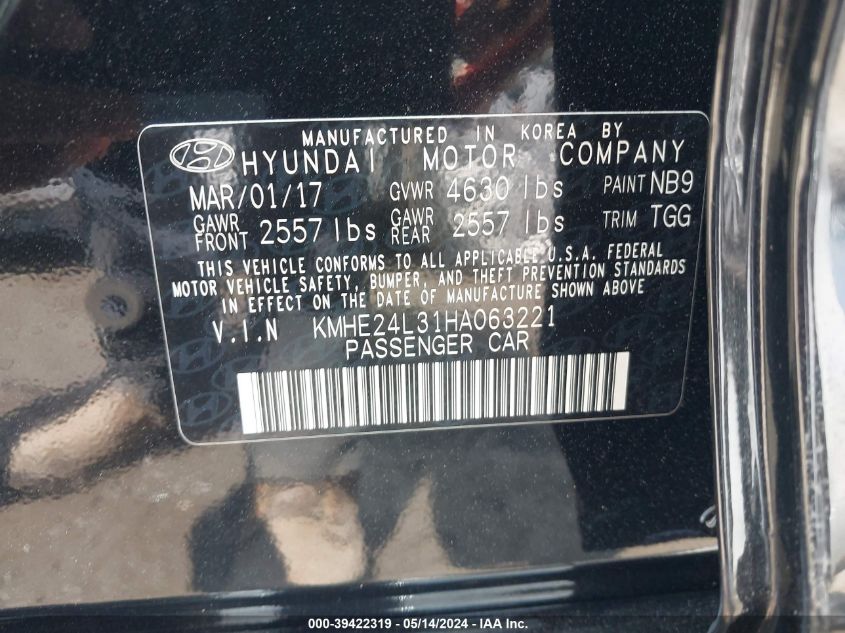 MANUFACTURED IN KOREA BY
HYUNDAI MOTOR COMPANY
MAR/01/17 GVWR 4630 lbs PAINT NB9
GAWR FRONT 2557 lbs GAWR REAR 2557 lbs TRIM TGG
THIS VEHICLE CONFORMS TO ALL APPLICABLE U.S.A. FEDERAL
MOTOR VEHICLE SAFETY, BUMPER, AND THEFT PREVENTION STANDARDS
IN EFFECT ON THE DATE OF MANUFACTURE SHOWN ABOVE
V.I.N KMHE24L31HA063221
PASSENGER CAR
000-39422319 - 05/14/2024 - IAA Inc.